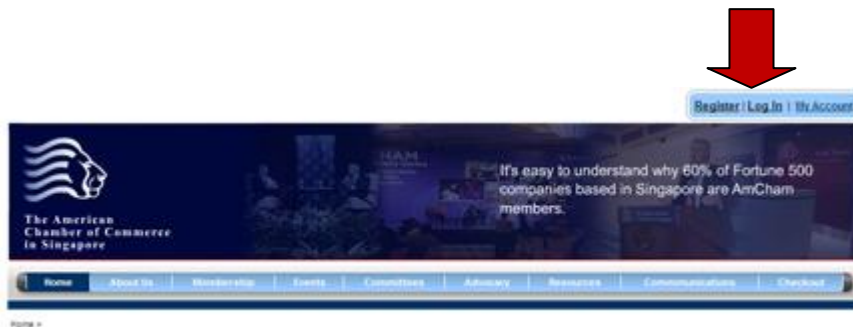 Register | Log In | My Account
AMCHAM
It's easy to understand why 60% of Fortune 500
companies based in Singapore are AmCham
members.
The American
Chamber of Commerce
in Singapore
Home About Us Membership Events Committees Advocacy Resources Communications Checkout
Home >